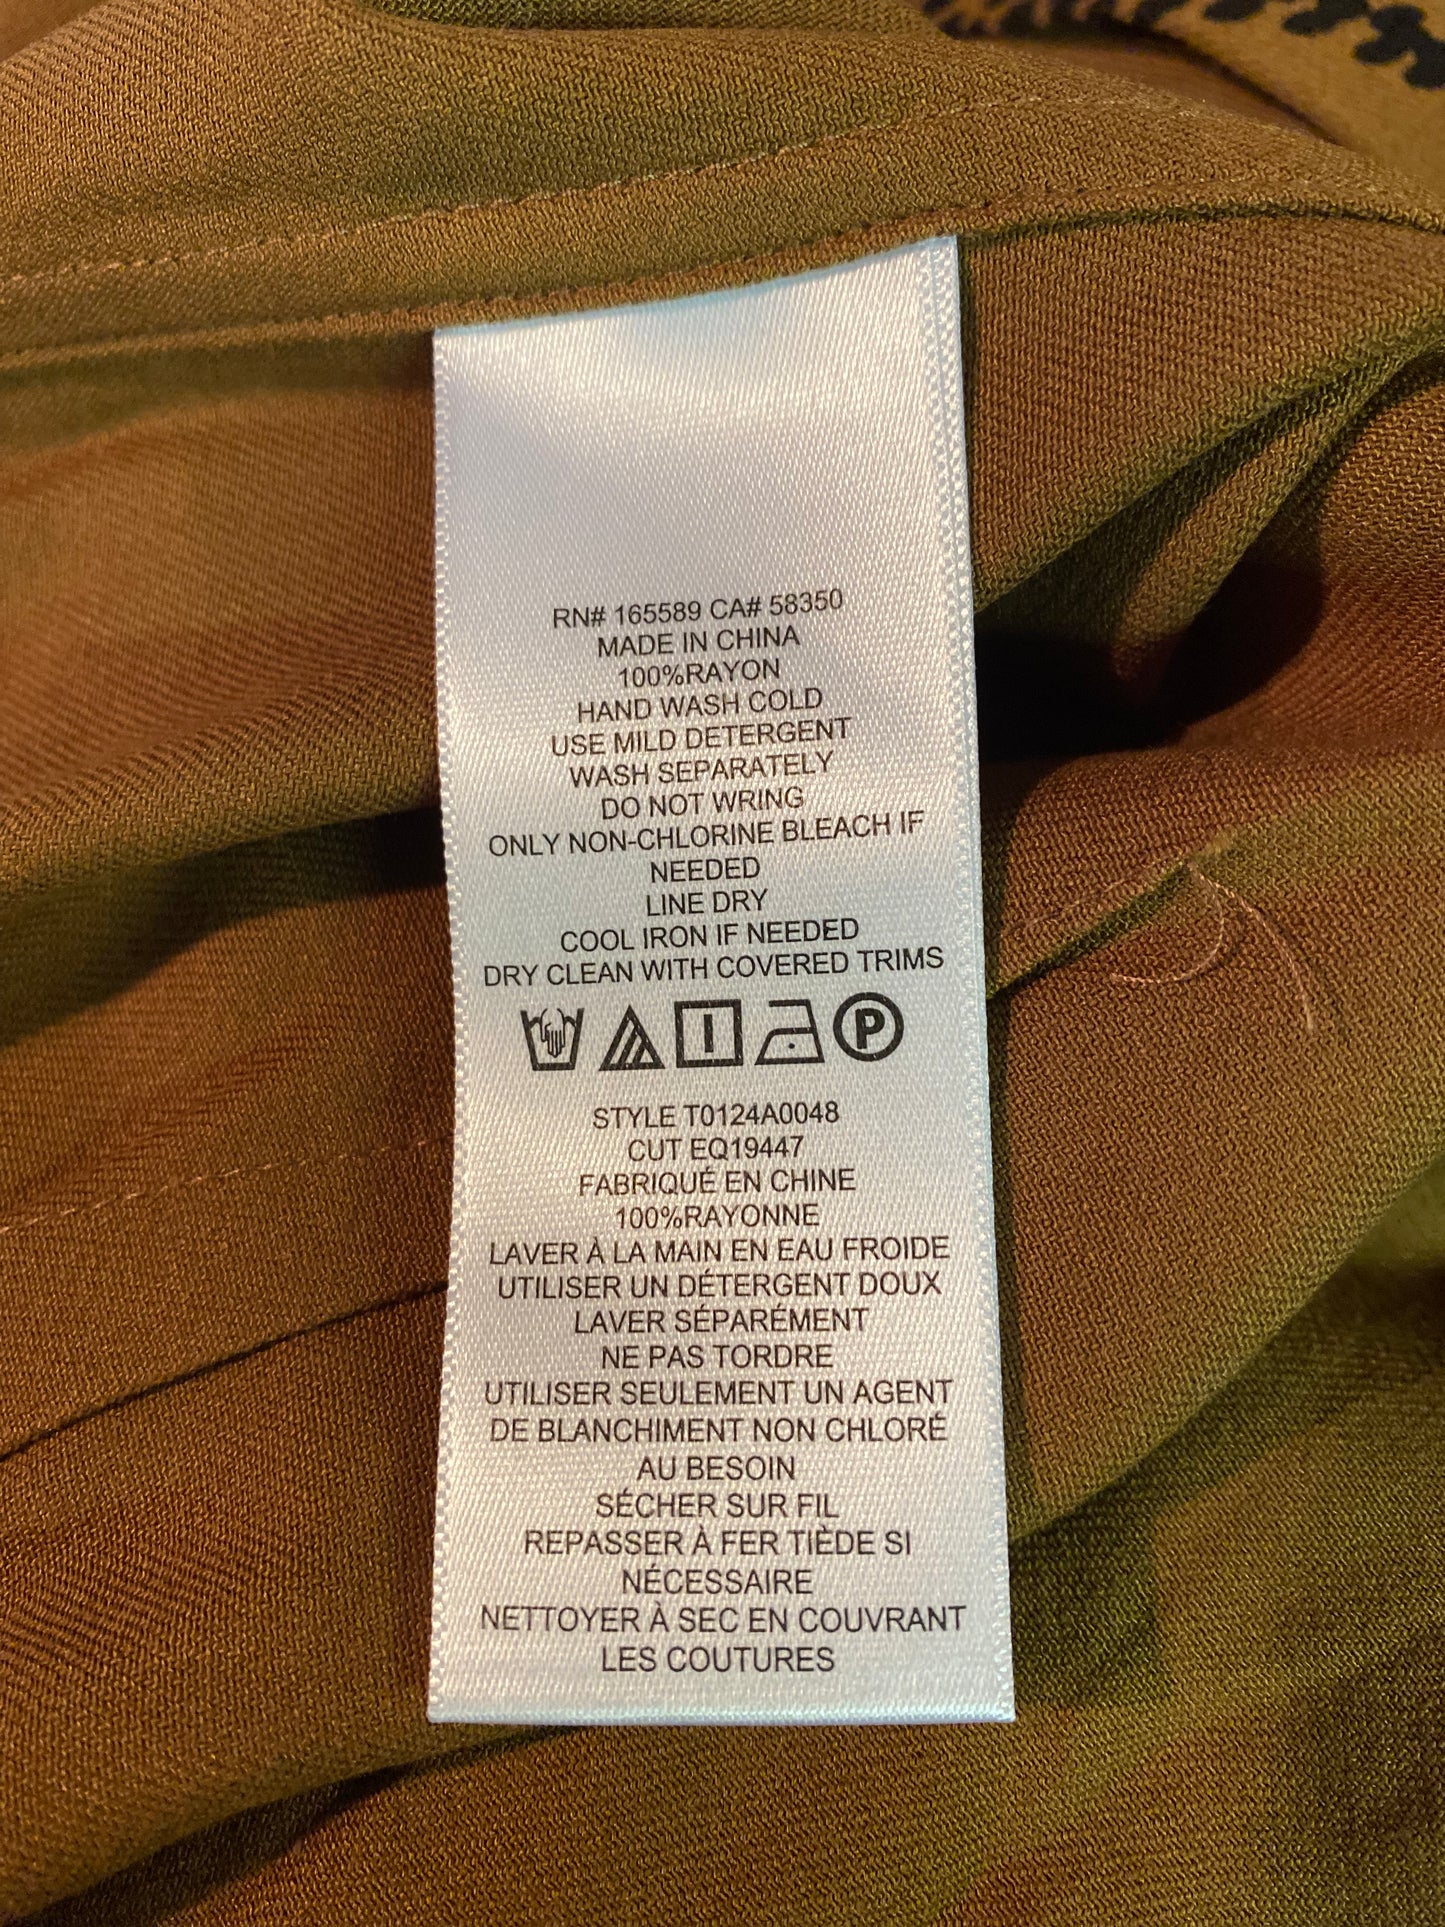 RN# 165589 CA# 58350
MADE IN CHINA
100%RAYON
HAND WASH COLD
USE MILD DETERGENT
WASH SEPARATELY
DO NOT WRING
ONLY NON-CHLORINE BLEACH IF
NEEDED
LINE DRY
COOL IRON IF NEEDED
DRY CLEAN WITH COVERED TRIMS
P
STYLE T0124A0048
CUT EQ19447
FABRIQUÉ EN CHINE
100%RAYONNE
LAVER À LA MAIN EN EAU FROIDE
UTILISER UN DÉTERGENT DOUX
LAVER SÉPARÉMENT
NE PAS TORDRE
UTILISER SEULEMENT UN AGENT
DE BLANCHIMENT NON CHLORÉ
AU BESOIN
SÉCHER SUR FIL
REPASSER À FER TIÈDE SI
NÉCESSAIRE
NETTOYER À SEC EN COUVRANT
LES COUTURES